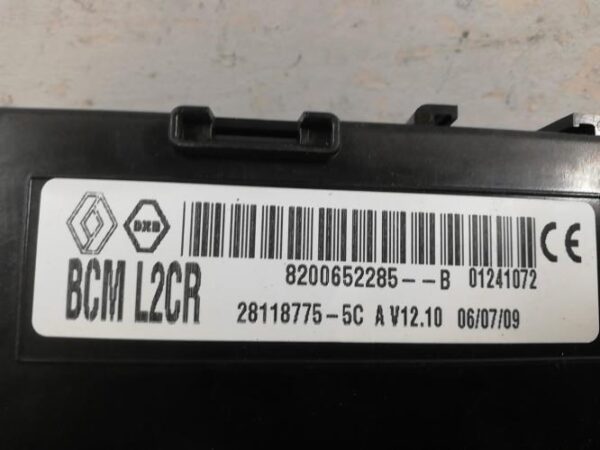 8200652285--B 01241072
BCM L2CR
28118775-5C A V12.10 06/07/09
CE